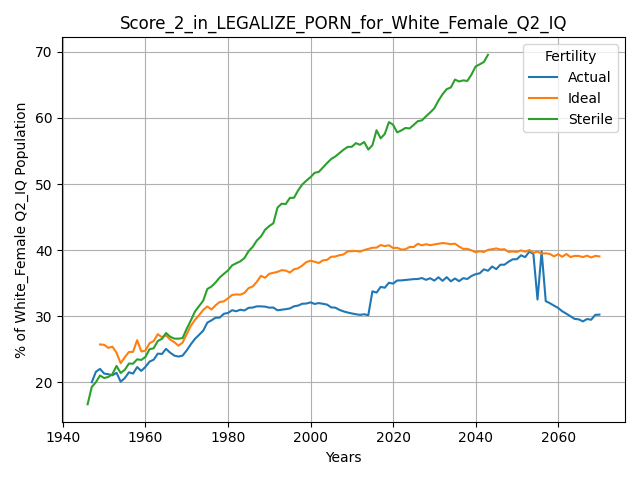 Score_2_in_LEGALIZE_PORN_for_White_Female_Q2_IQ
% of White_Female Q2_IQ Population
70
60
50
40
30
20
Fertility
Actual
Ideal
Sterile
1940
1960
1980
2000
2020
2040
2060
Years